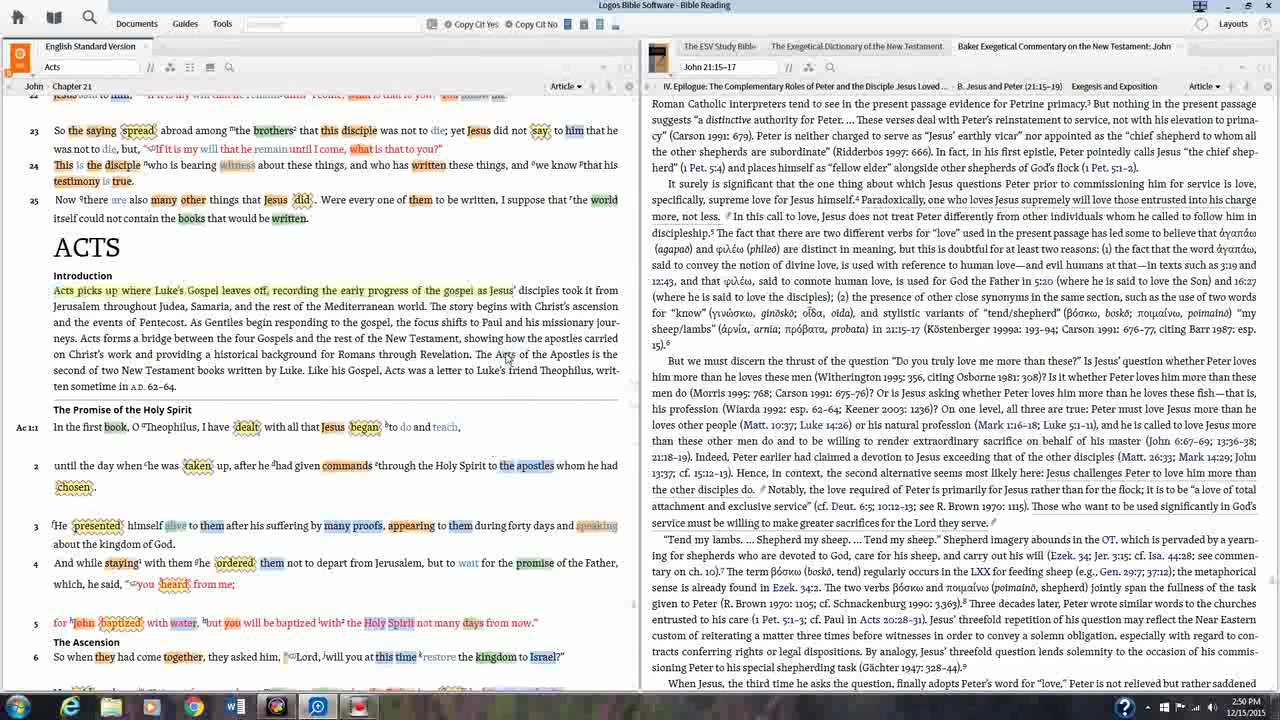 Logos Bible Software - Bible Reading
Documents Guides Tools Copy Cit Yes Copy Cit No Layouts
English Standard Version
Acts
John Chapter 21 Article
23 So the saying spread abroad among ᵐthe brothers² that this disciple was not to die; yet Jesus did not say to him that he
was not to die, but, “If it is my will that he remain until I come, what is that to you?”
24 This is the disciple ⁿwho is bearing witness about these things, and who has written these things, and ᵒwe know ᵖthat his
testimony is true.
25 Now there are also many other things that Jesus did. Were every one of them to be written, I suppose that ʳthe world
itself could not contain the books that would be written.
ACTS
Introduction
Acts picks up where Luke’s Gospel leaves off, recording the early progress of the gospel as Jesus’ disciples took it from
Jerusalem throughout Judea, Samaria, and the rest of the Mediterranean world. The story begins with Christ’s ascension
and the events of Pentecost. As Gentiles begin responding to the gospel, the focus shifts to Paul and his missionary jour-
neys. Acts forms a bridge between the four Gospels and the rest of the New Testament, showing how the apostles carried
on Christ’s work and providing a historical background for Romans through Revelation. The Acts of the Apostles is the
second of two New Testament books written by Luke. Like his Gospel, Acts was a letter to Luke’s friend Theophilus, writ-
ten sometime in A.D. 62–64.
The Promise of the Holy Spirit
Ac 1:1 In the first book, O ᵃTheophilus, I have dealt with all that Jesus began ᵇto do and teach,
2 until the day when ᶜhe was taken up, after he ᵈhad given commands ᵉthrough the Holy Spirit to the apostles whom he had
chosen.
3 ᶠHe presented himself alive to them after his suffering by many proofs, appearing to them during forty days and speaking
about the kingdom of God.
4 And while staying¹ with them ᵍhe ordered them not to depart from Jerusalem, but to wait for the promise of the Father,
which, he said, “you heard from me;
5 for ʰJohn baptized with water, but you will be baptized with² the Holy Spirit not many days from now.”
The Ascension
6 So when they had come together, they asked him, “Lord, ʲwill you at this time ᵏrestore the kingdom to Israel?”
The ESV Study Bible The Exegetical Dictionary of the New Testament. Baker Exegetical Commentary on the New Testament: John
John 21:15–17
IV. Epilogue: The Complementary Roles of Peter and the Disciple Jesus Loved ... B. Jesus and Peter (21:15–19) Exegesis and Exposition Article
Roman Catholic interpreters tend to see in the present passage evidence for Petrine primacy.³ But nothing in the present passage
suggests “a distinctive authority for Peter. … These verses deal with Peter’s reinstatement to service, not with his elevation to prima-
cy” (Carson 1991: 679). Peter is neither charged to serve as “Jesus’ earthly vicar” nor appointed as the “chief shepherd to whom all
the other shepherds are subordinate” (Ridderbos 1997: 666). In fact, in his first epistle, Peter pointedly calls Jesus “the chief shep-
herd” (1 Pet. 5:4) and places himself as “fellow elder” alongside other shepherds of God’s flock (1 Pet. 5:1–2).
It surely is significant that the one thing about which Jesus questions Peter prior to commissioning him for service is love,
specifically, supreme love for Jesus himself.⁴ Paradoxically, one who loves Jesus supremely will love those entrusted into his charge
more, not less. In this call to love, Jesus does not treat Peter differently from other individuals whom he called to follow him in
discipleship.⁵ The fact that there are two different verbs for “love” used in the present passage has led some to believe that ἀγαπάω
(agapaō) and φιλέω (phileō) are distinct in meaning, but this is doubtful for at least two reasons: (1) the fact that the word ἀγαπάω,
said to convey the notion of divine love, is used with reference to human love—and evil humans at that—in texts such as 3:19 and
12:43, and that φιλέω, said to connote human love, is used for God the Father in 5:20 (where he is said to love the Son) and 16:27
(where he is said to love the disciples); (2) the presence of other close synonyms in the same section, such as the use of two words
for “know” (γινώσκω, ginōskō; οἶδα, oida), and stylistic variants of “tend/shepherd” (βόσκω, boskō; ποιμαίνω, poimainō) “my
sheep/lambs” (ἀρνία, arnia; πρόβατα, probata) in 21:15–17 (Köstenberger 1999a: 193–94; Carson 1991: 676–77, citing Barr 1987: esp.
15).⁶
But we must discern the thrust of the question “Do you truly love me more than these?” Is Jesus’ question whether Peter loves
him more than he loves these men (Witherington 1995: 356, citing Osborne 1981: 308)? Is it whether Peter loves him more than these
men do (Morris 1995: 768; Carson 1991: 675–76)? Or is Jesus asking whether Peter loves him more than he loves these fish—that is,
his profession (Wiarda 1992: esp. 62–64; Keener 2003: 1236)? On one level, all three are true: Peter must love Jesus more than he
loves other people (Matt. 10:37; Luke 14:26) or his natural profession (Mark 1:16–18; Luke 5:1–11), and he is called to love Jesus more
than these other men do and to be willing to render extraordinary sacrifice on behalf of his master (John 6:67–69; 13:36–38;
21:18–19). Indeed, Peter earlier had claimed a devotion to Jesus exceeding that of the other disciples (Matt. 26:33; Mark 14:29; John
13:37; cf. 15:12–13). Hence, in context, the second alternative seems most likely here: Jesus challenges Peter to love him more than
the other disciples do. Notably, the love required of Peter is primarily for Jesus rather than for the flock; it is to be “a love of total
attachment and exclusive service” (cf. Deut. 6:5; 10:12–13; see R. Brown 1970: 1115). Those who want to be used significantly in God’s
service must be willing to make greater sacrifices for the Lord they serve.
“Tend my lambs. … Shepherd my sheep. … Tend my sheep.” Shepherd imagery abounds in the OT, which is pervaded by a yearn-
ing for shepherds who are devoted to God, care for his sheep, and carry out his will (Ezek. 34; Jer. 3:15; cf. Isa. 44:28; see commen-
tary on ch. 10).⁷ The term βόσκω (boskō, tend) regularly occurs in the LXX for feeding sheep (e.g., Gen. 29:7; 37:12); the metaphorical
sense is already found in Ezek. 34:2. The two verbs βόσκω and ποιμαίνω (poimainō, shepherd) jointly span the fullness of the task
given to Peter (R. Brown 1970: 1105; cf. Schnackenburg 1990: 3.363).⁸ Three decades later, Peter wrote similar words to the churches
entrusted to his care (1 Pet. 5:1–3; cf. Paul in Acts 20:28–31). Jesus’ threefold repetition of his question may reflect the Near Eastern
custom of reiterating a matter three times before witnesses in order to convey a solemn obligation, especially with regard to con-
tracts conferring rights or legal dispositions. By analogy, Jesus’ threefold question lends solemnity to the occasion of his commis-
sioning Peter to his special shepherding task (Gächter 1947: 328–44).⁹
When Jesus, the third time he asks the question, finally adopts Peter’s word for “love,” Peter is not relieved but rather saddened
2:50 PM
12/15/2015